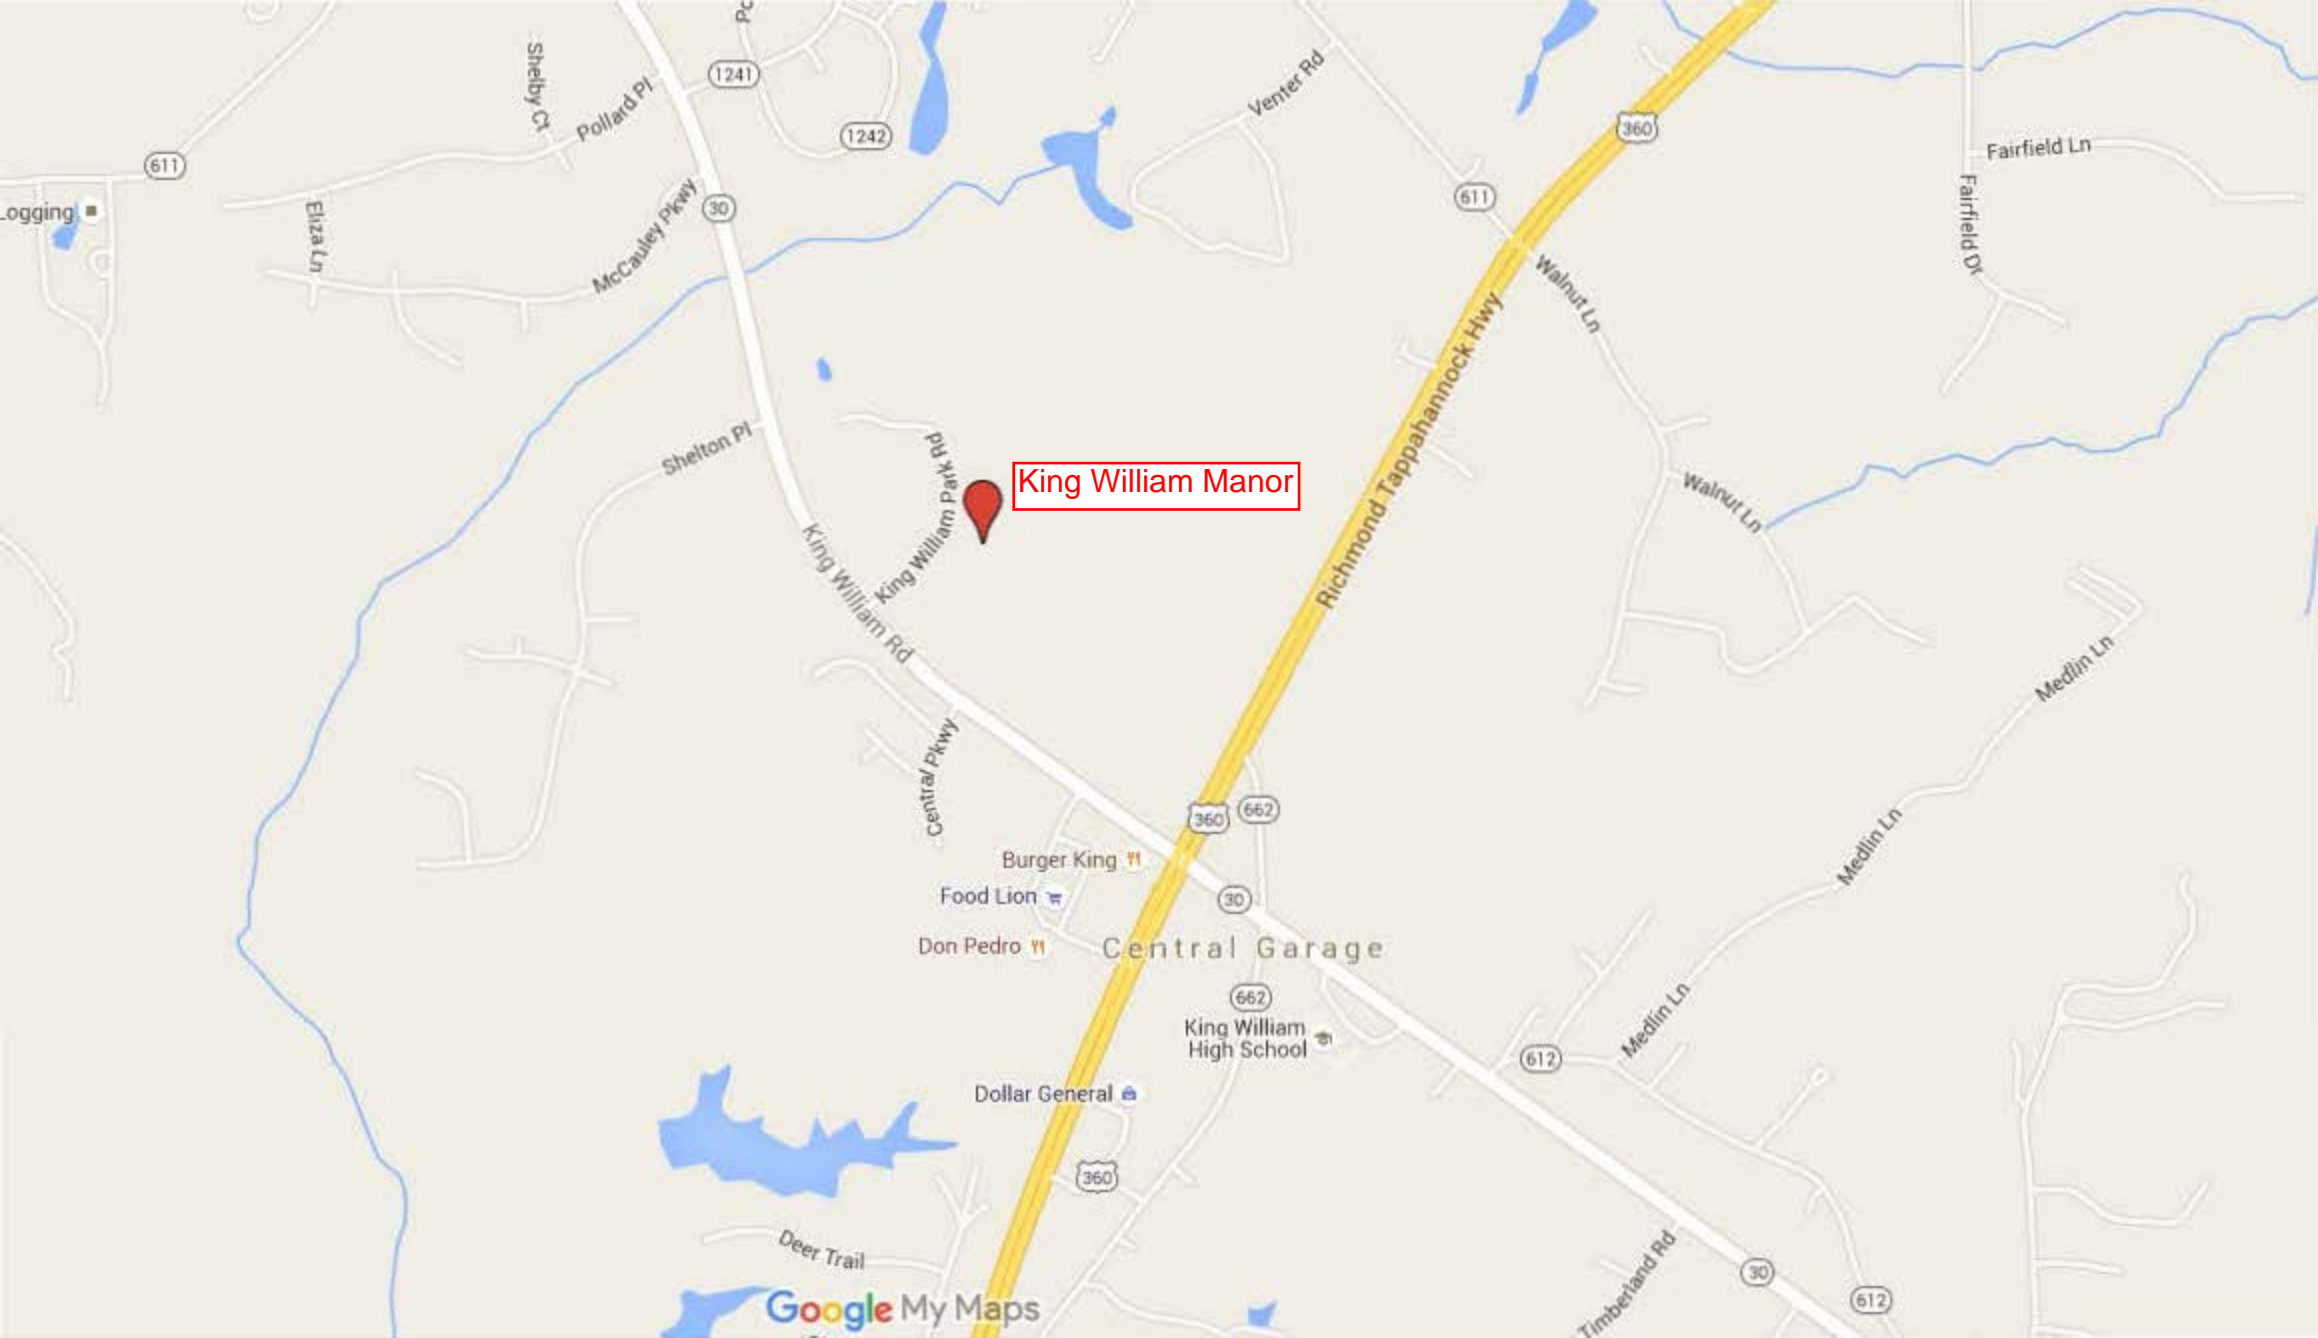 Shelby Ct
Pollard Pl
1241
1242
611
Logging
Eliza Ln
McCauley Pkwy
30
Venter Rd
611
360
Fairfield Ln
Fairfield Dr
Walnut Ln
Richmond Tappahannock Hwy
Shelton Pl
King William Park Rd
King William Manor
King William Rd
Walnut Ln
Medlin Ln
Central Pkwy
360
662
Burger King
Food Lion
30
Don Pedro
Central Garage
Medlin Ln
662
King William
High School
Medlin Ln
612
Dollar General
360
Deer Trail
Timberland Rd
30
612
Google My Maps